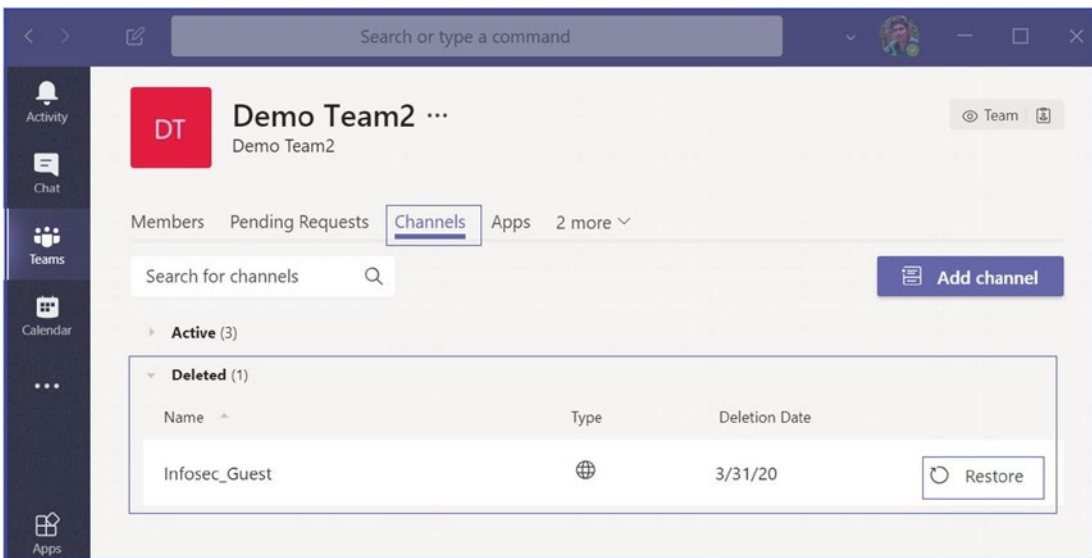 Search or type a command
Activity
Chat
Teams
Calendar
Apps
DT
Demo Team2 ...
Demo Team2
Team
Members Pending Requests Channels Apps 2 more
Search for channels
Add channel
Active (3)
Deleted (1)
Name Type Deletion Date
Infosec_Guest 3/31/20 Restore